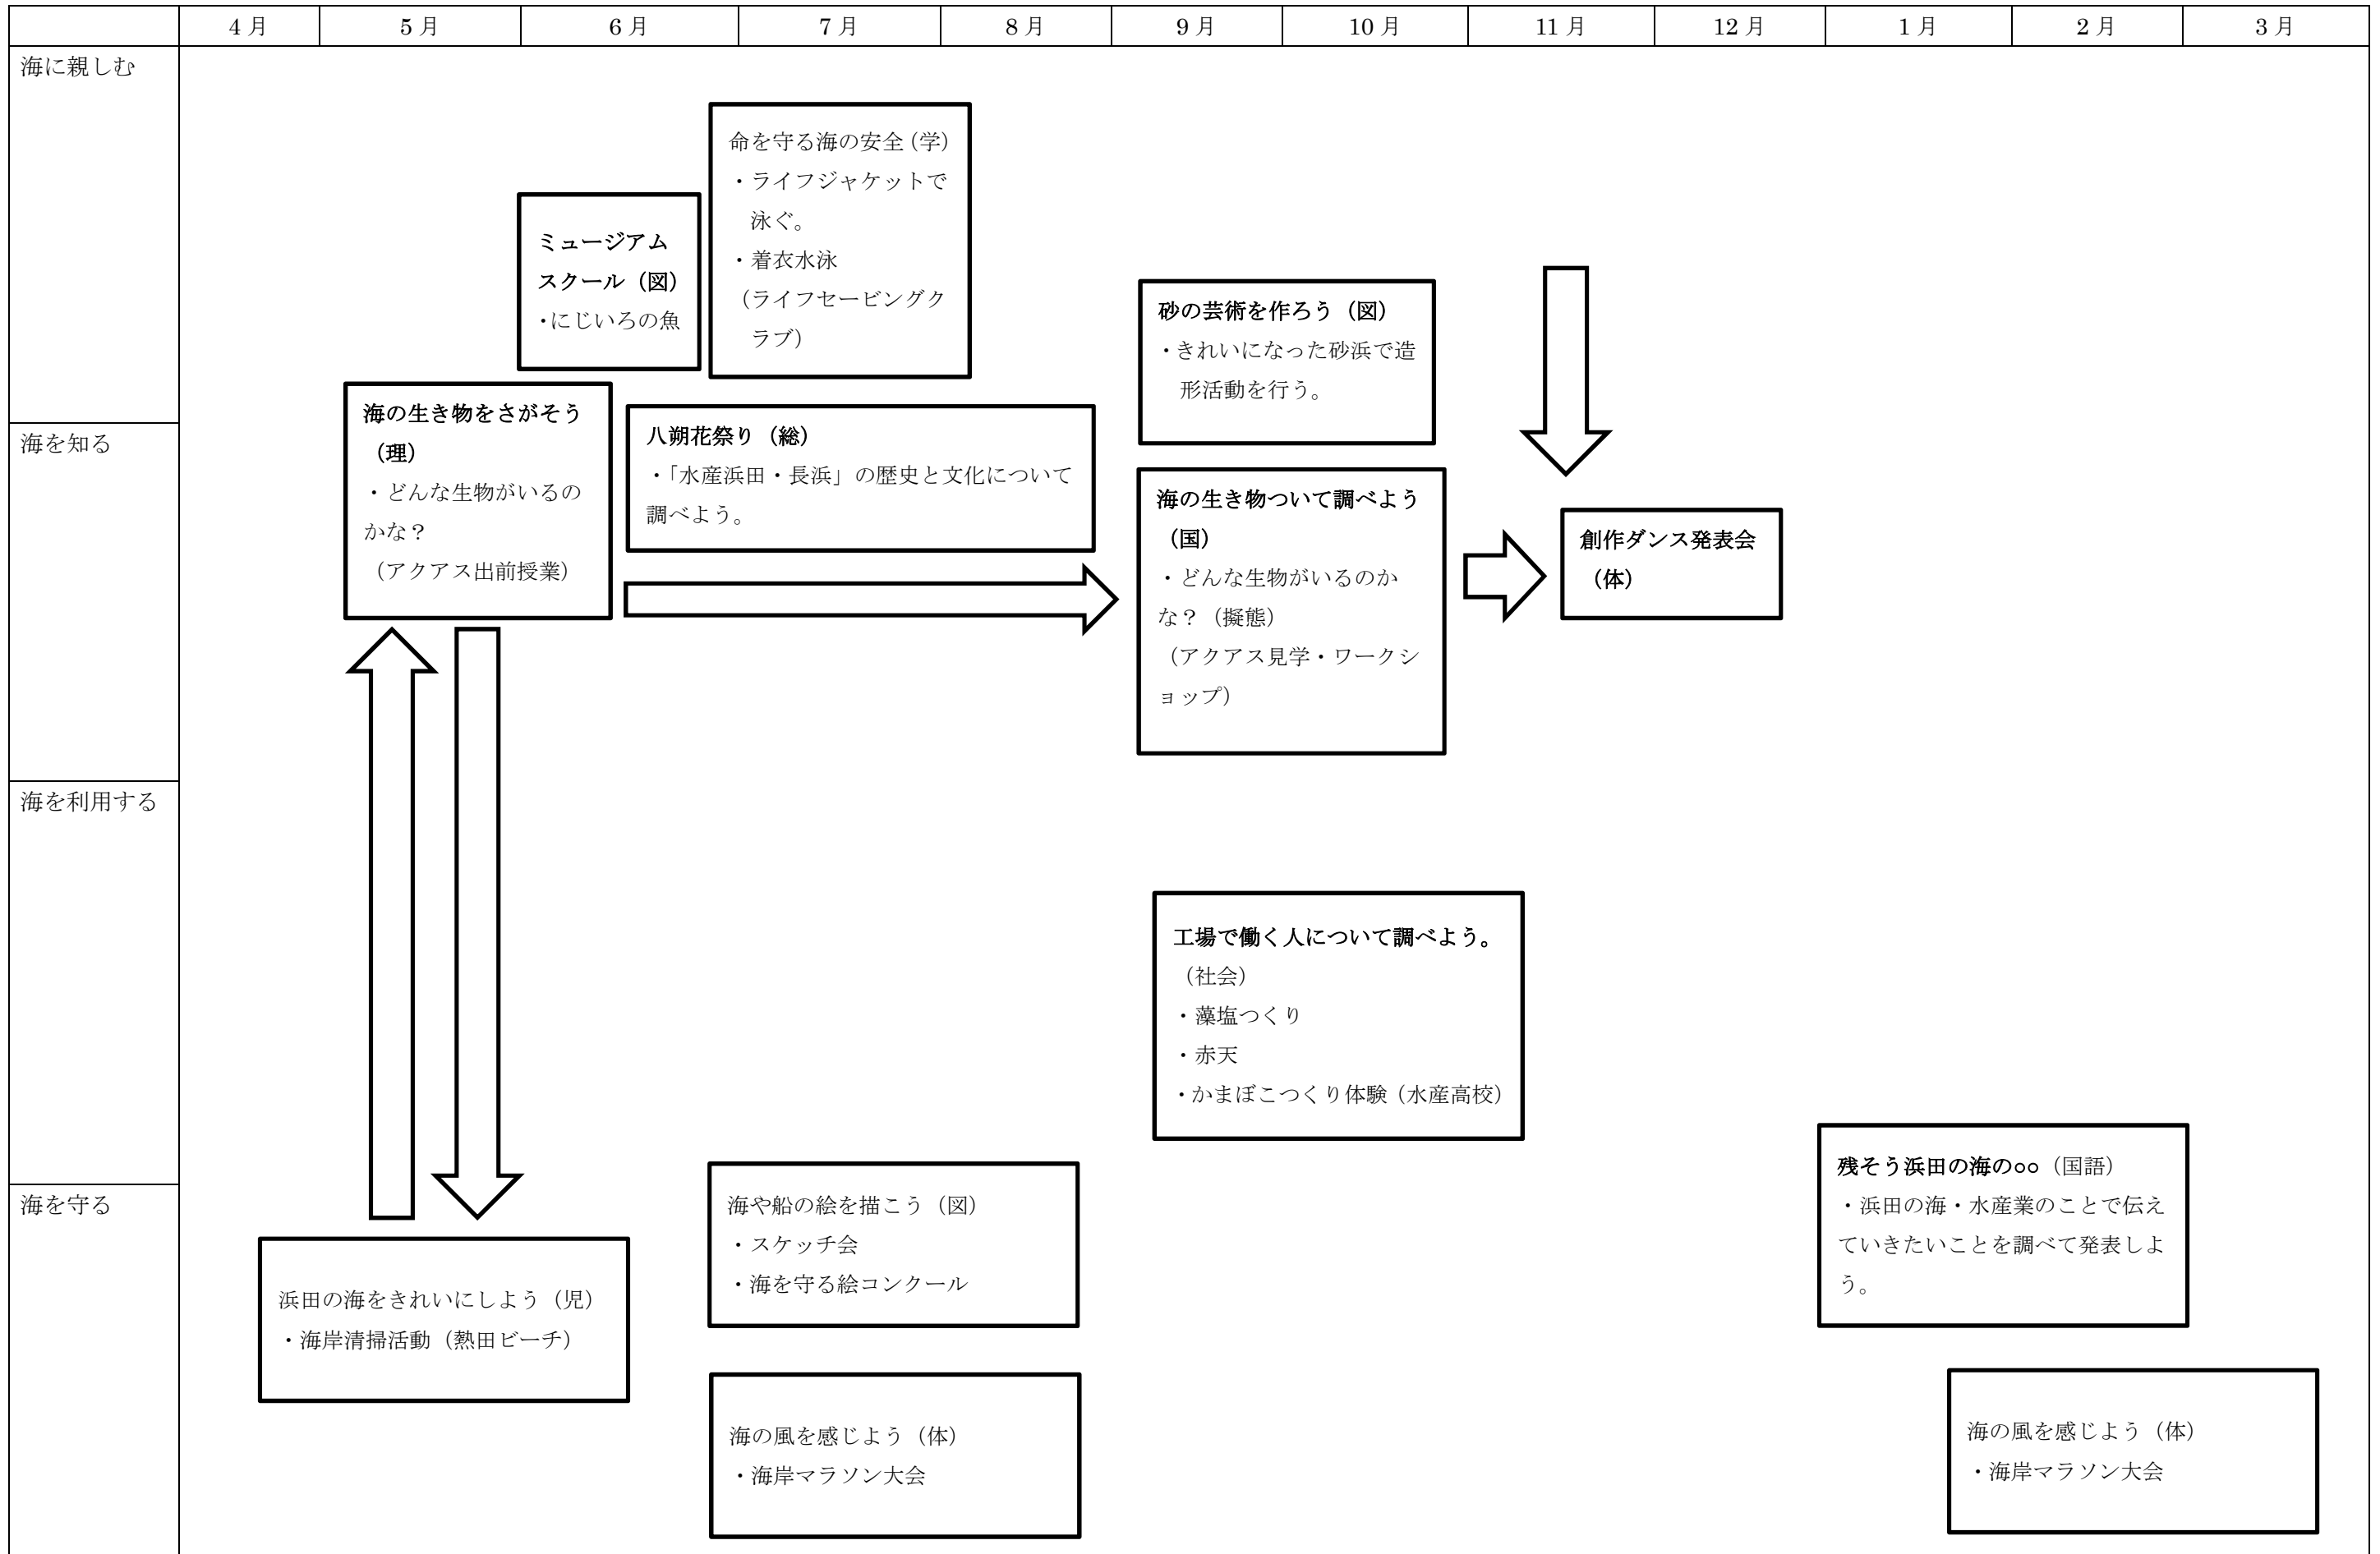 4月 5月 6月 7月 8月 9月 10月 11月 12月 1月 2月 3月
海に親しむ
命を守る海の安全(学)
・ライフジャケットで
泳ぐ。
・着衣水泳
（ライフセービングク
ラブ）
ミュージアム
スクール（図）
・にじいろの魚
砂の芸術を作ろう（図）
・きれいになった砂浜で造
形活動を行う。
海を知る
海の生き物をさがそう
（理）
・どんな生物がいるの
かな？
（アクアス出前授業）
八朔花祭り（総）
・「水産浜田・長浜」の歴史と文化について
調べよう。
海の生き物ついて調べよう
（国）
・どんな生物がいるのか
な？（擬態）
（アクアス見学・ワークシ
ョップ）
創作ダンス発表会
（体）
海を利用する
工場で働く人について調べよう。
（社会）
・藻塩つくり
・赤天
・かまぼこつくり体験（水産高校）
海を守る
浜田の海をきれいにしよう（児）
・海岸清掃活動（熱田ビーチ）
海や船の絵を描こう（図）
・スケッチ会
・海を守る絵コンクール
海の風を感じよう（体）
・海岸マラソン大会
残そう浜田の海の○○（国語）
・浜田の海・水産業のことで伝え
ていきたいことを調べて発表しよ
う。
海の風を感じよう（体）
・海岸マラソン大会